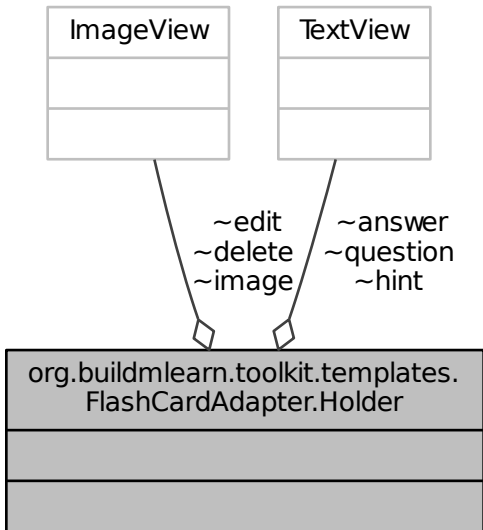 ImageView
TextView
~edit
~delete
~image
~answer
~question
~hint
org.buildmlearn.toolkit.templates.
FlashCardAdapter.Holder